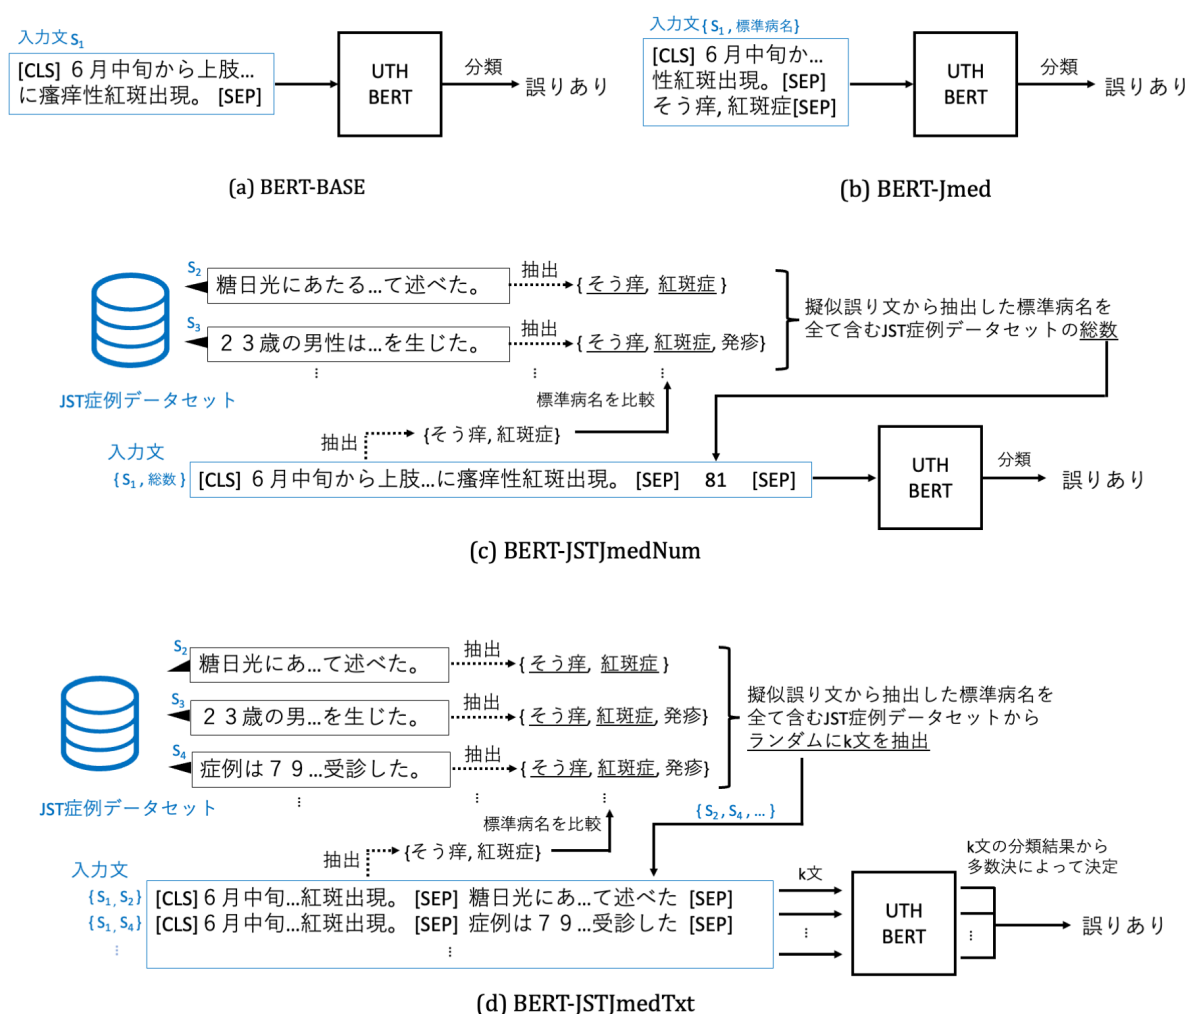 入力文 S₁
[CLS] ６月中旬から上肢…
に瘙痒性紅斑出現。 [SEP]
UTH
BERT
分類
誤りあり
(a) BERT-BASE
入力文 { S₁ , 標準病名}
[CLS] ６月中旬か…
性紅斑出現。[SEP]
そう痒, 紅斑症[SEP]
UTH
BERT
分類
誤りあり
(b) BERT-Jmed
JST症例データセット
S₂
糖日光にあたる…て述べた。
抽出
{ そう痒, 紅斑症 }
S₃
２３歳の男性は…を生じた。
抽出
{ そう痒, 紅斑症, 発疹}
⋮
⋮
⋮
擬似誤り文から抽出した標準病名を
全て含むJST症例データセットの総数
標準病名を比較
抽出
{そう痒, 紅斑症}
入力文
{ S₁ , 総数 }
[CLS] ６月中旬から上肢…に瘙痒性紅斑出現。 [SEP] 81 [SEP]
UTH
BERT
分類
誤りあり
(c) BERT-JSTJmedNum
JST症例データセット
S₂
糖日光にあ…て述べた。
抽出
{ そう痒, 紅斑症 }
S₃
２３歳の男…を生じた。
抽出
{ そう痒, 紅斑症, 発疹}
S₄
症例は７９…受診した。
抽出
{ そう痒, 紅斑症, 発疹}
⋮
⋮
⋮
擬似誤り文から抽出した標準病名を
全て含むJST症例データセットから
ランダムにk文を抽出
{ S₂ , S₄ , … }
標準病名を比較
抽出
{そう痒, 紅斑症}
入力文
{ S₁ , S₂}
[CLS] ６月中旬…紅斑出現。 [SEP] 糖日光にあ…て述べた [SEP]
{ S₁ , S₄}
[CLS] ６月中旬…紅斑出現。 [SEP] 症例は７９…受診した [SEP]
⋮
⋮
k文
⋮
UTH
BERT
k文の分類結果から
多数決によって決定
⋮
誤りあり
(d) BERT-JSTJmedTxt